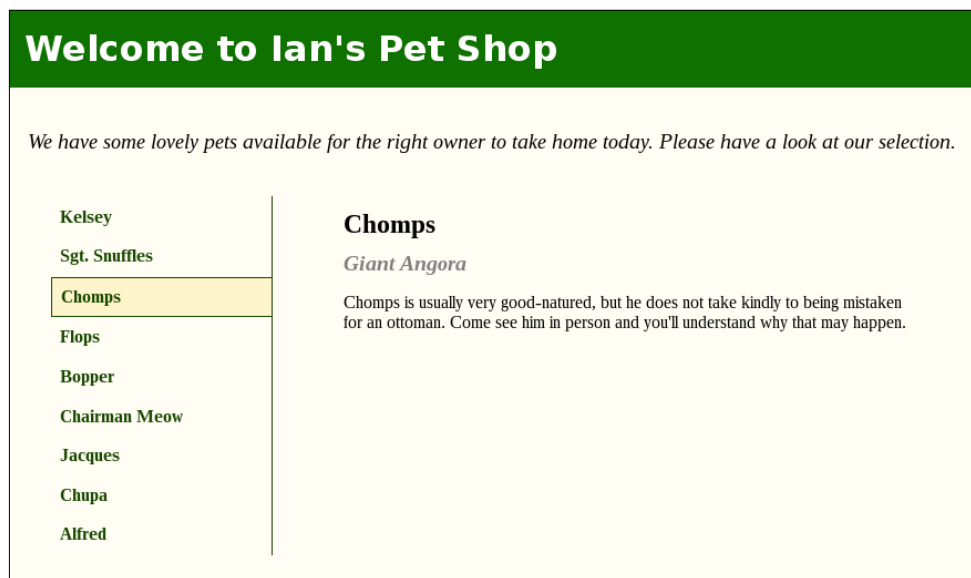 Welcome to Ian's Pet Shop
We have some lovely pets available for the right owner to take home today. Please have a look at our selection.
Kelsey
Sgt. Snuffles
Chomps
Flops
Bopper
Chairman Meow
Jacques
Chupa
Alfred
Chomps
Giant Angora
Chomps is usually very good-natured, but he does not take kindly to being mistaken
for an ottoman. Come see him in person and you'll understand why that may happen.